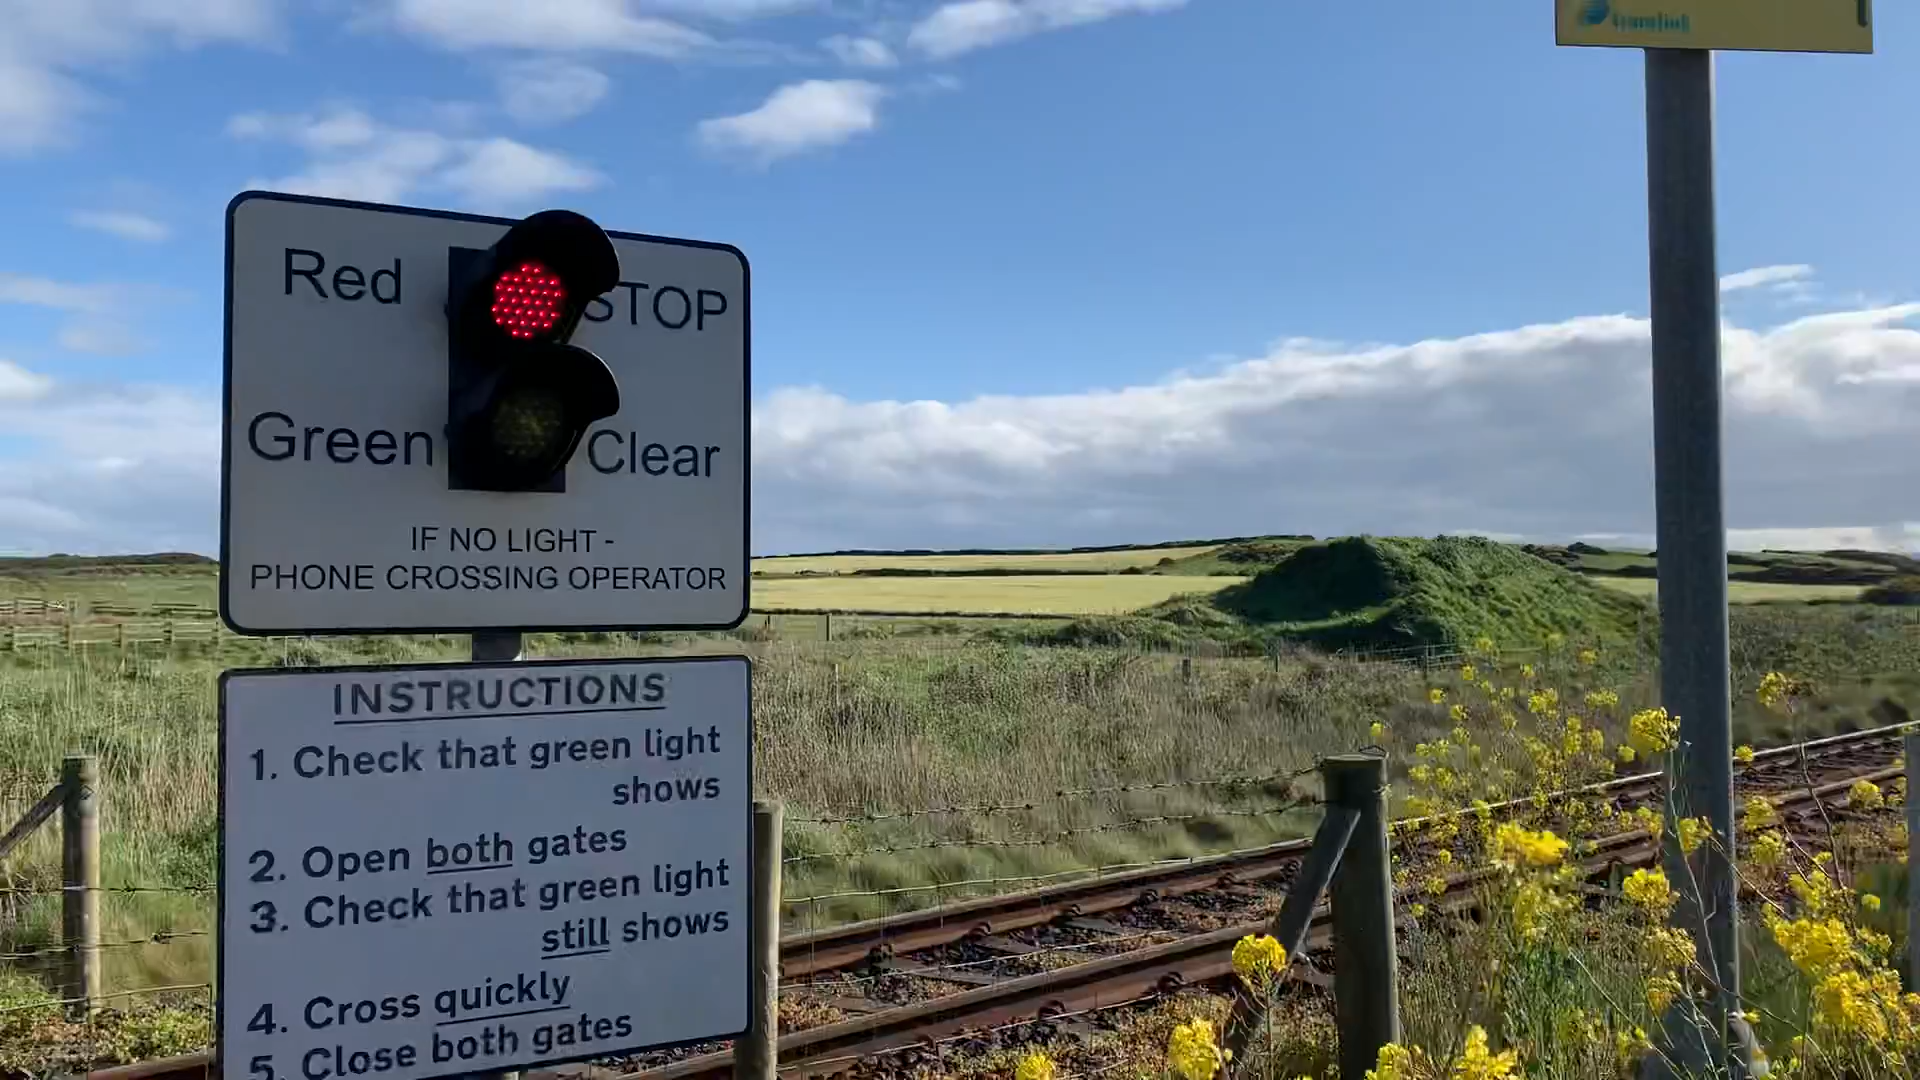 translink
Red STOP
Green Clear
IF NO LIGHT -
PHONE CROSSING OPERATOR
INSTRUCTIONS
1. Check that green light
shows
2. Open both gates
3. Check that green light
still shows
4. Cross quickly
5. Close both gates